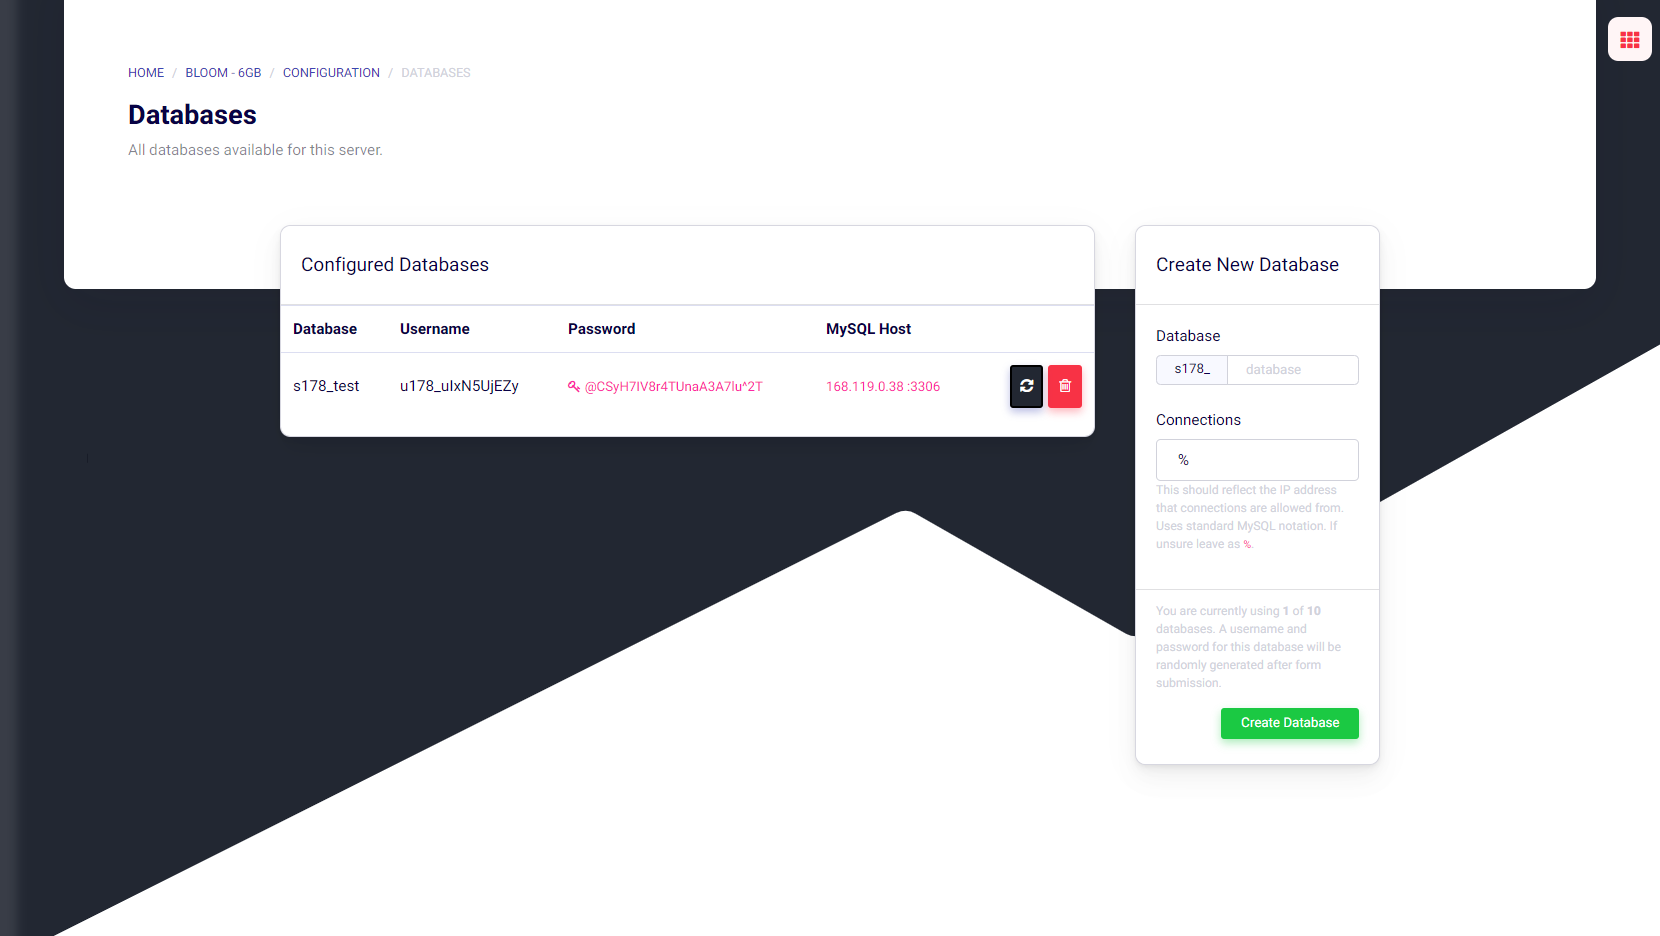 HOME / BLOOM - 6GB / CONFIGURATION / DATABASES
Databases
All databases available for this server.
Configured Databases
Database Username Password MySQL Host
s178_test u178_uIxN5UjEZy @CSyH7IV8r4TUnaA3A7lu^2T 168.119.0.38 :3306
Create New Database
Database
s178_ database
Connections
%
This should reflect the IP address
that connections are allowed from.
Uses standard MySQL notation. If
unsure leave as %.
You are currently using 1 of 10
databases. A username and
password for this database will be
randomly generated after form
submission.
Create Database